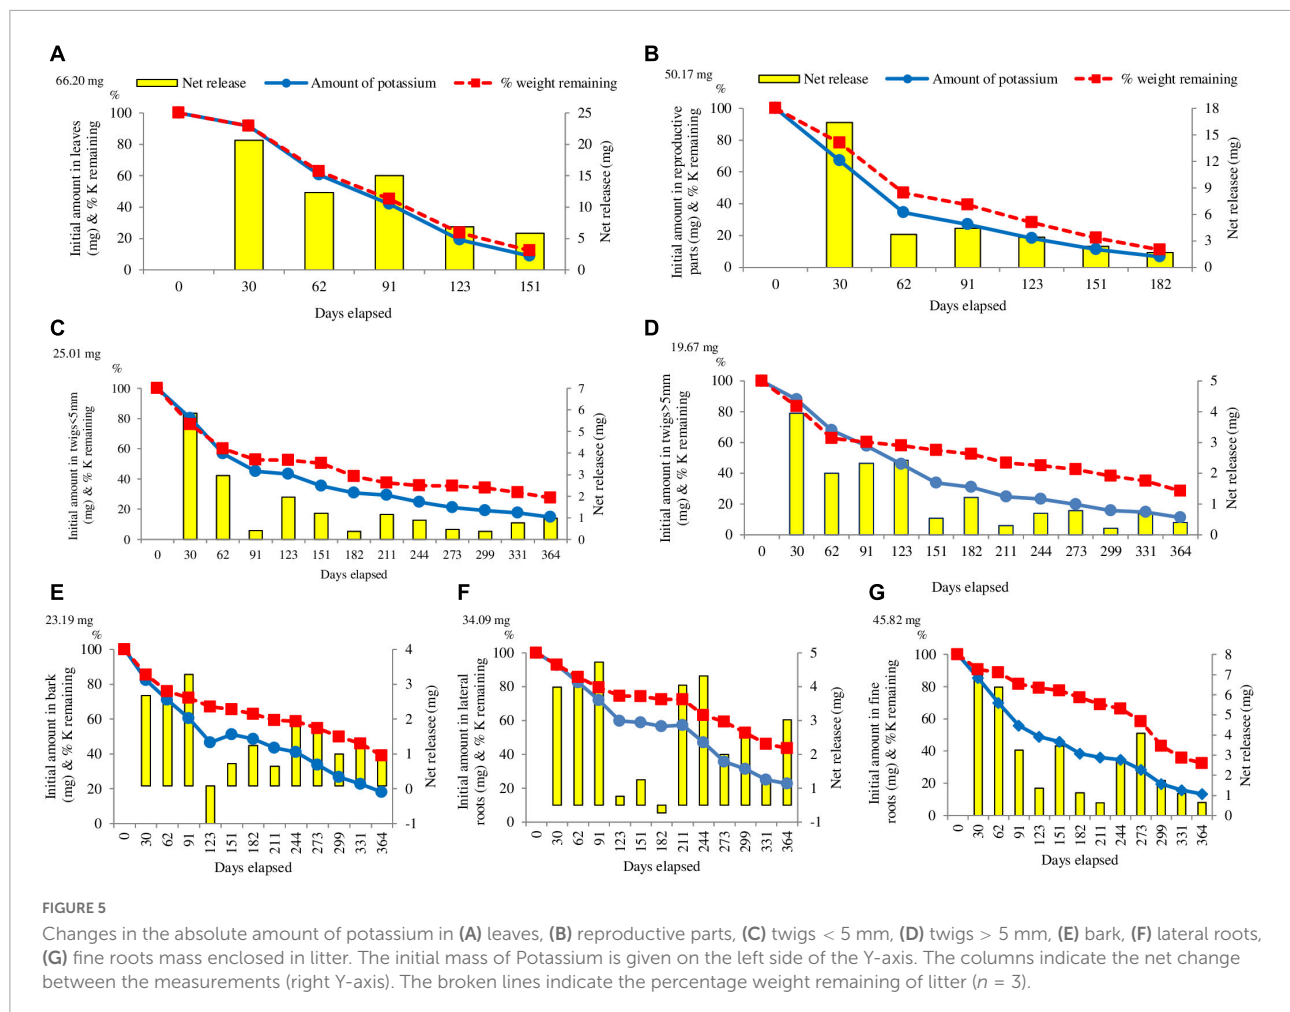 A
66.20 mg
Net release
Amount of potassium
% weight remaining
%
Initial amount in leaves
(mg) & % K remaining
100
80
60
40
20
0
25
20
15
10
5
0
Net releasee (mg)
0 30 62 91 123 151
Days elapsed
B
50.17 mg
Net release
Amount of potassium
% weight remaining
%
Initial amount in reproductive
parts (mg) & % K remaining
100
80
60
40
20
0
18
15
12
9
6
3
0
Net releasee (mg)
0 30 62 91 123 151 182
Days elapsed
C
25.01 mg
%
Initial amount in twigs<5mm
(mg) & % K remaining
100
80
60
40
20
0
7
6
5
4
3
2
1
0
Net releasee (mg)
0 30 62 91 123 151 182 211 244 273 299 331 364
Days elapsed
D
19.67 mg
%
Initial amount in twigs>5mm
(mg) & % K remaining
100
80
60
40
20
0
5
4
3
2
1
0
Net releasee (mg)
0 30 62 91 123 151 182 211 244 273 299 331 364
Days elapsed
E
23.19 mg
%
Initial amount in bark
(mg) & % K remaining
100
80
60
40
20
0
4
3
2
1
0
-1
Net releasee (mg)
0 30 62 91 123 151 182 211 244 273 299 331 364
Days elapsed
F
34.09 mg
%
Initial amount in lateral
roots (mg) & % K remaining
100
80
60
40
20
0
5
4
3
2
1
-1
Net releasee (mg)
0 30 62 91 123 151 182 211 244 273 299 331 364
Days elapsed
G
45.82 mg
%
Initial amount in fine
roots (mg) & %K remaining
100
80
60
40
20
0
8
7
6
5
4
3
2
1
0
Net releasee (mg)
0 30 62 91 123 151 182 211 244 273 299 331 364
Days elapsed
FIGURE 5
Changes in the absolute amount of potassium in (A) leaves, (B) reproductive parts, (C) twigs < 5 mm, (D) twigs > 5 mm, (E) bark, (F) lateral roots,
(G) fine roots mass enclosed in litter. The initial mass of Potassium is given on the left side of the Y-axis. The columns indicate the net change
between the measurements (right Y-axis). The broken lines indicate the percentage weight remaining of litter (n = 3).